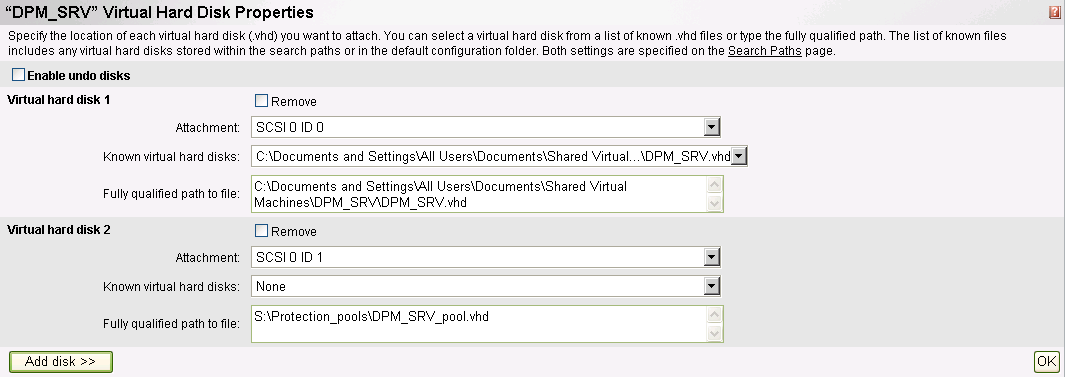 “DPM_SRV” Virtual Hard Disk Properties
Specify the location of each virtual hard disk (.vhd) you want to attach. You can select a virtual hard disk from a list of known .vhd files or type the fully qualified path. The list of known files
includes any virtual hard disks stored within the search paths or in the default configuration folder. Both settings are specified on the Search Paths page.
Enable undo disks
Virtual hard disk 1
Remove
Attachment: SCSI 0 ID 0
Known virtual hard disks: C:\Documents and Settings\All Users\Documents\Shared Virtual...\DPM_SRV.vhd
Fully qualified path to file: C:\Documents and Settings\All Users\Documents\Shared Virtual
Machines\DPM_SRV\DPM_SRV.vhd
Virtual hard disk 2
Remove
Attachment: SCSI 0 ID 1
Known virtual hard disks: None
Fully qualified path to file: S:\Protection_pools\DPM_SRV_pool.vhd
Add disk >>
OK